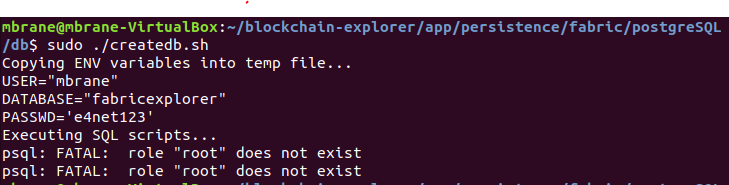 mbrane@mbrane-VirtualBox:~/blockchain-explorer/app/persistence/fabric/postgreSQL
/db$ sudo ./createdb.sh
Copying ENV variables into temp file...
USER="mbrane"
DATABASE="fabricexplorer"
PASSWD='e4net123'
Executing SQL scripts...
psql: FATAL:  role "root" does not exist
psql: FATAL:  role "root" does not exist